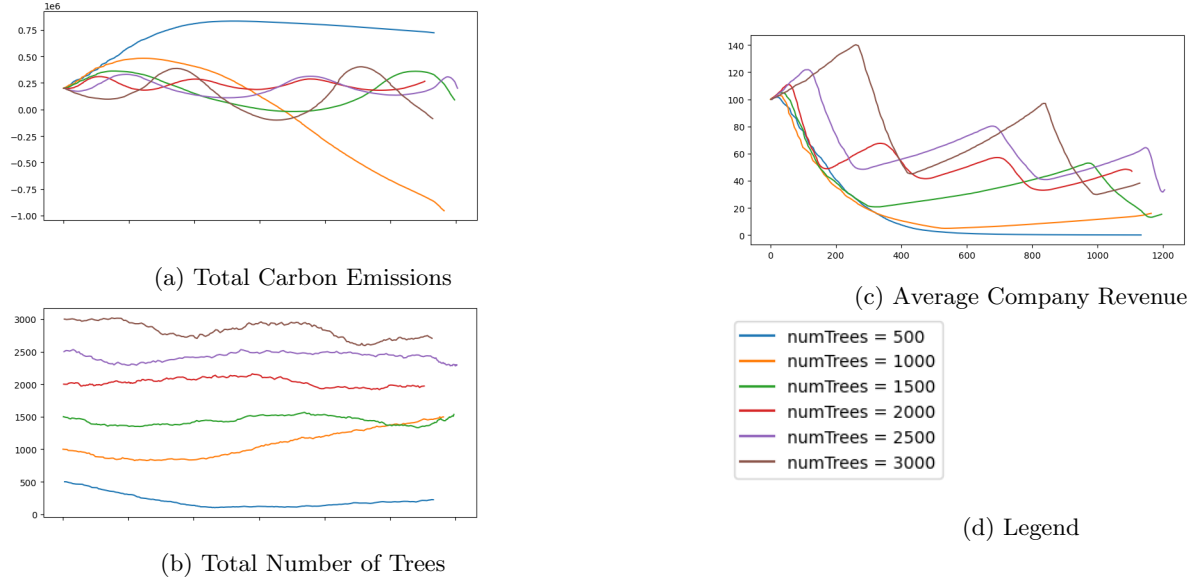 1e6
0.75
0.50
0.25
0.00
−0.25
−0.50
−0.75
−1.00
(a) Total Carbon Emissions
3000
2500
2000
1500
1000
500
0
(b) Total Number of Trees
140
120
100
80
60
40
20
0
0 200 400 600 800 1000 1200
(c) Average Company Revenue
numTrees = 500
numTrees = 1000
numTrees = 1500
numTrees = 2000
numTrees = 2500
numTrees = 3000
(d) Legend